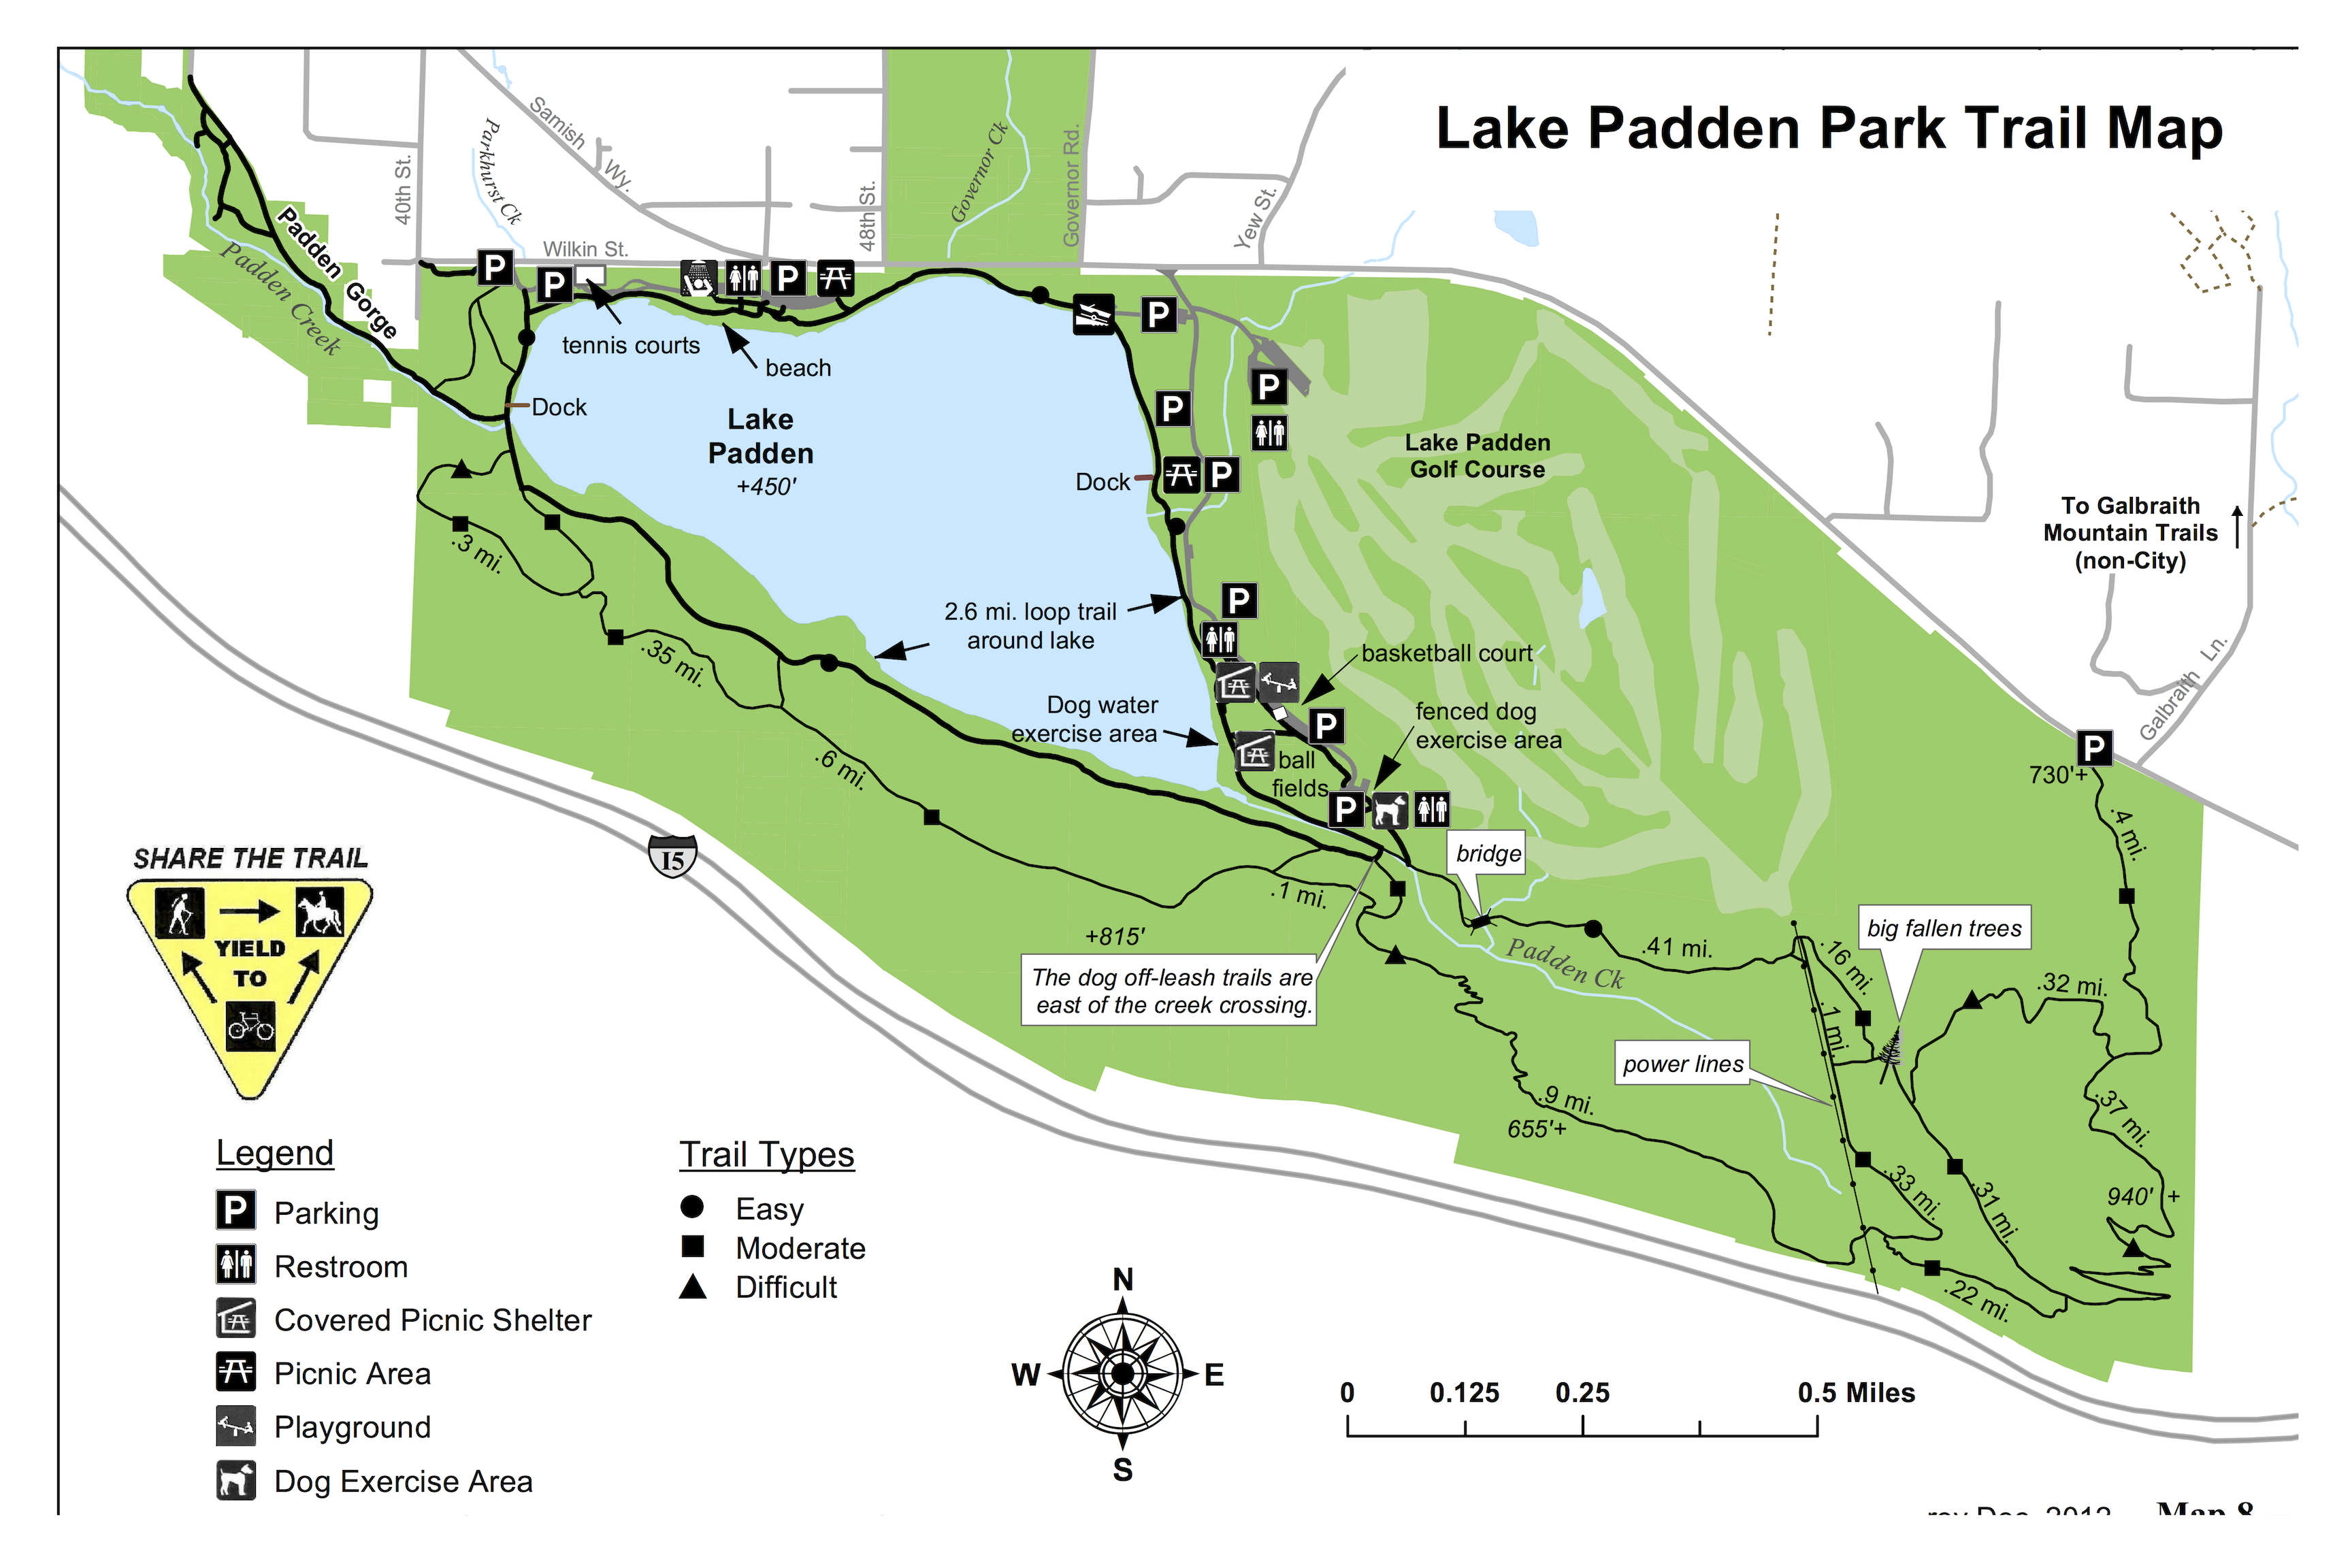 Lake Padden Park Trail Map
Samish Wy.
Parkhurst Ck
40th St.
48th St.
Governor Ck
Governor Rd.
Yew St.
Wilkin St.
Padden Gorge
Padden Creek
P
P
P
P
P
P
P
P
P
P
P
tennis courts
beach
Dock
Lake
Padden
+450'
Dock
Lake Padden
Golf Course
To Galbraith
Mountain Trails
(non-City)
Galbraith Ln.
.3 mi.
.35 mi.
2.6 mi. loop trail
around lake
basketball court
Dog water
exercise area
fenced dog
exercise area
ball
fields
.6 mi.
730'+
.4 mi.
I5
bridge
.1 mi.
+815'
The dog off-leash trails are
east of the creek crossing.
Padden Ck
.41 mi.
.16 mi.
big fallen trees
.32 mi.
.1 mi.
power lines
.9 mi.
655'+
.37 mi.
.33 mi.
.31 mi.
940' +
.22 mi.
SHARE THE TRAIL
YIELD
TO
Legend
P Parking
Restroom
Covered Picnic Shelter
Picnic Area
Playground
Dog Exercise Area
Trail Types
Easy
Moderate
Difficult
N
W E
S
0 0.125 0.25 0.5 Miles
Map 8